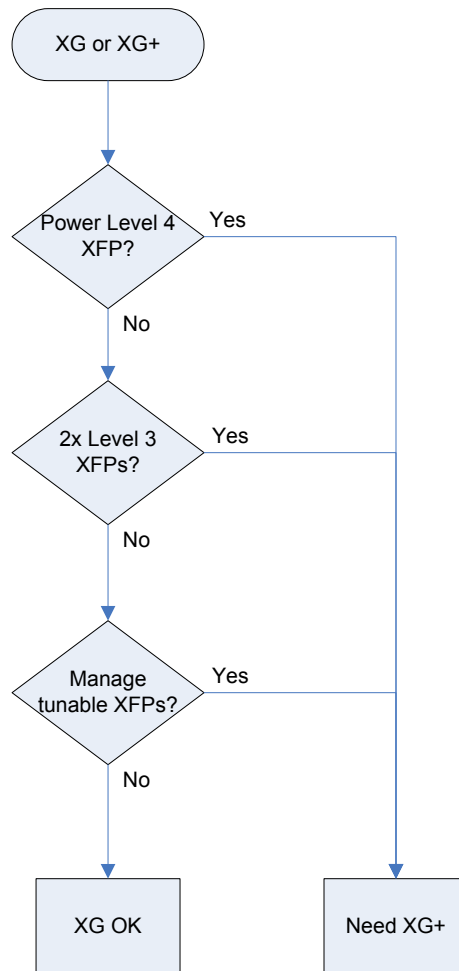 XG or XG+
Power Level 4
XFP?
Yes
No
2x Level 3
XFPs?
Yes
No
Manage
tunable XFPs?
Yes
No
XG OK
Need XG+